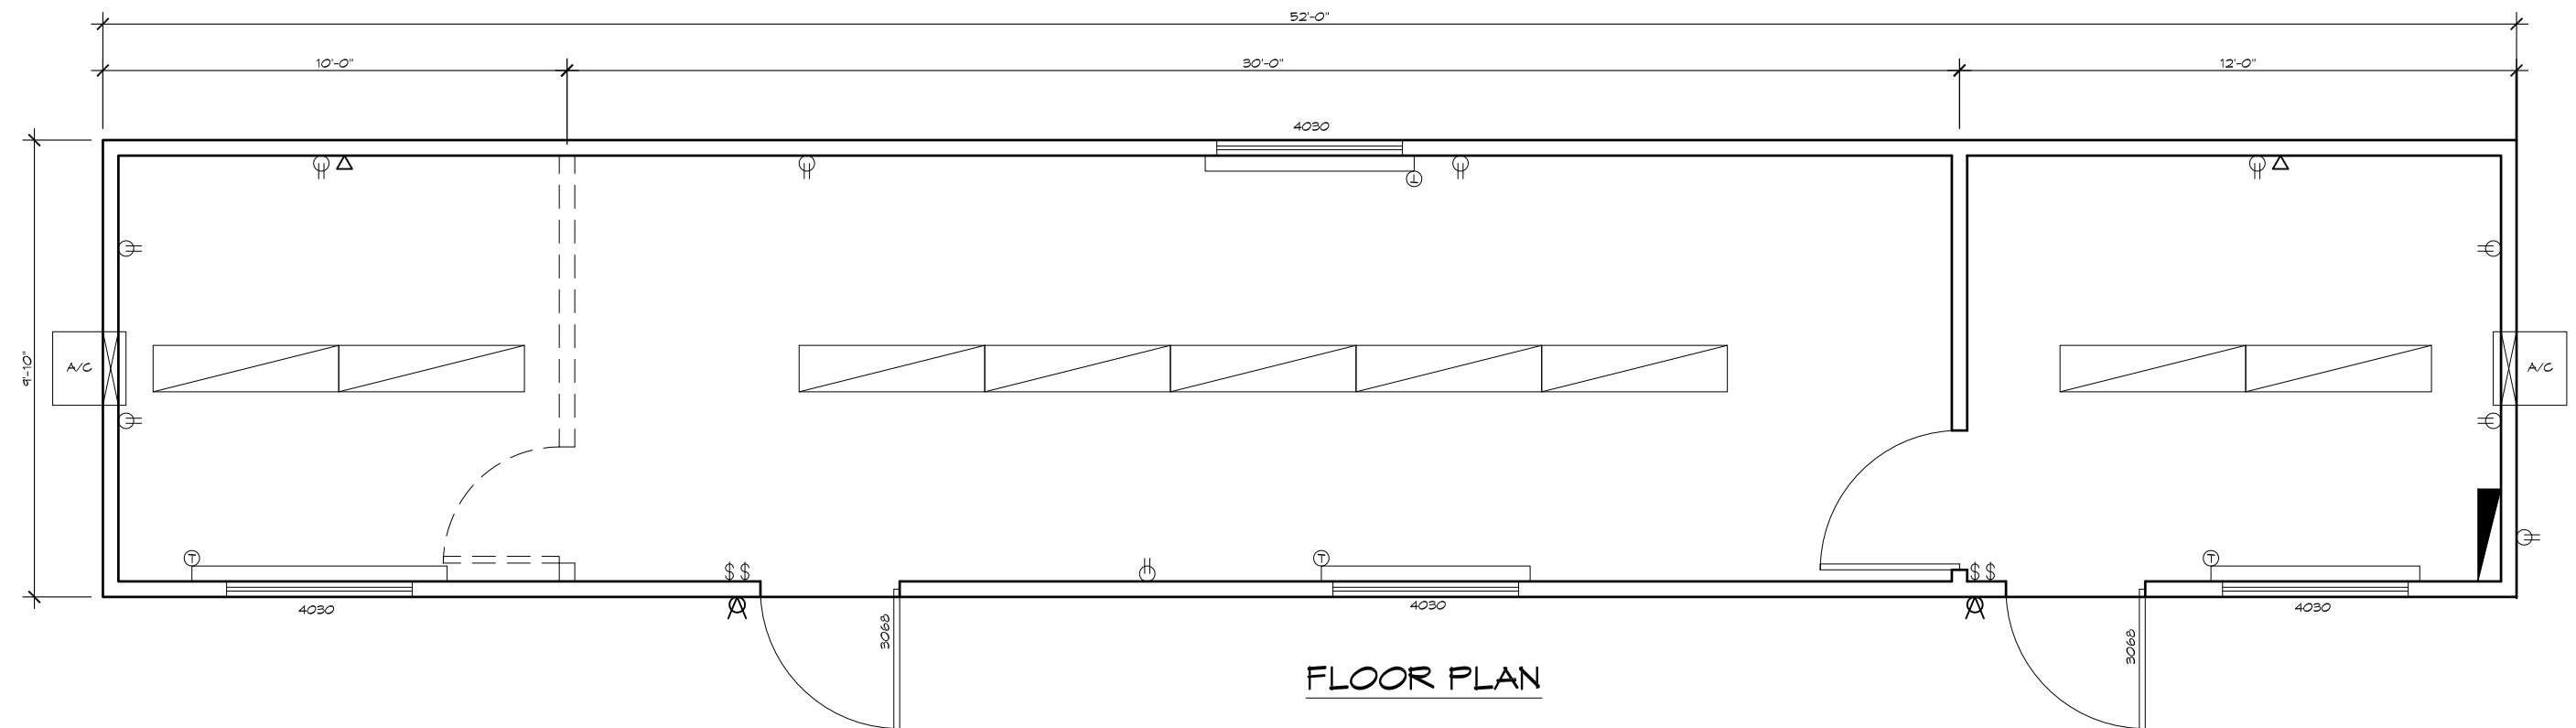 52'-0"
10'-0" 30'-0" 12'-0"
4030
9'-10"
A/C A/C
T
T T T
$ $ $ $
4030 4030 4030
3068 3068
FLOOR PLAN